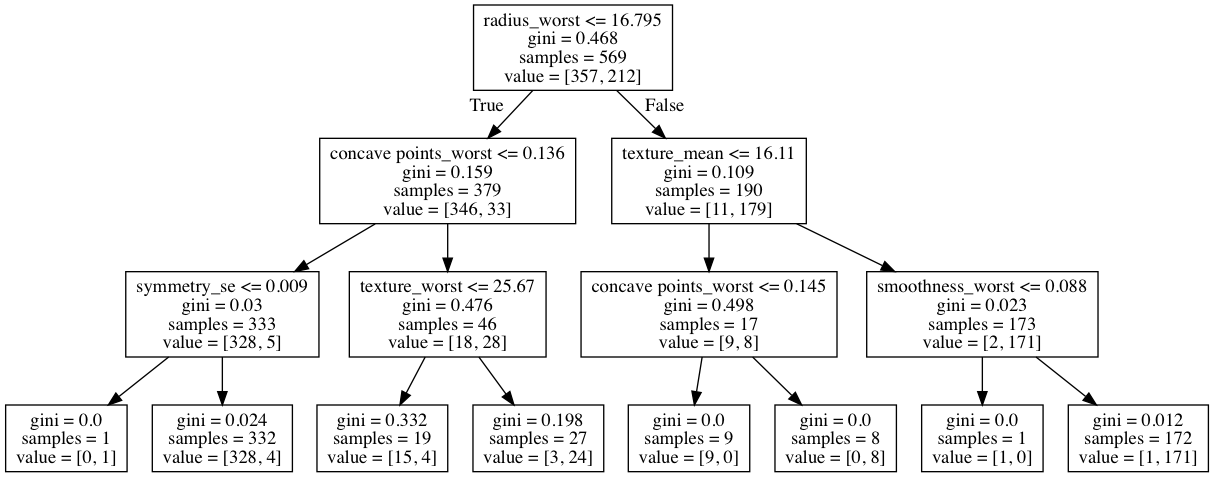 radius_worst <= 16.795
gini = 0.468
samples = 569
value = [357, 212]
True
False
concave points_worst <= 0.136
gini = 0.159
samples = 379
value = [346, 33]
texture_mean <= 16.11
gini = 0.109
samples = 190
value = [11, 179]
symmetry_se <= 0.009
gini = 0.03
samples = 333
value = [328, 5]
texture_worst <= 25.67
gini = 0.476
samples = 46
value = [18, 28]
concave points_worst <= 0.145
gini = 0.498
samples = 17
value = [9, 8]
smoothness_worst <= 0.088
gini = 0.023
samples = 173
value = [2, 171]
gini = 0.0
samples = 1
value = [0, 1]
gini = 0.024
samples = 332
value = [328, 4]
gini = 0.332
samples = 19
value = [15, 4]
gini = 0.198
samples = 27
value = [3, 24]
gini = 0.0
samples = 9
value = [9, 0]
gini = 0.0
samples = 8
value = [0, 8]
gini = 0.0
samples = 1
value = [1, 0]
gini = 0.012
samples = 172
value = [1, 171]